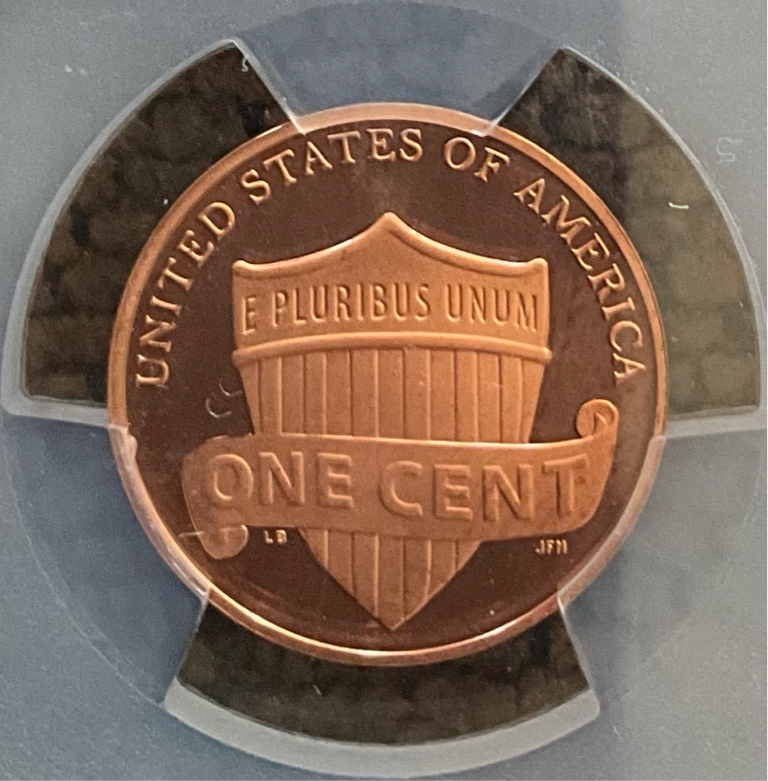 UNITED STATES OF AMERICA
E PLURIBUS UNUM
ONE CENT
LB
JFM